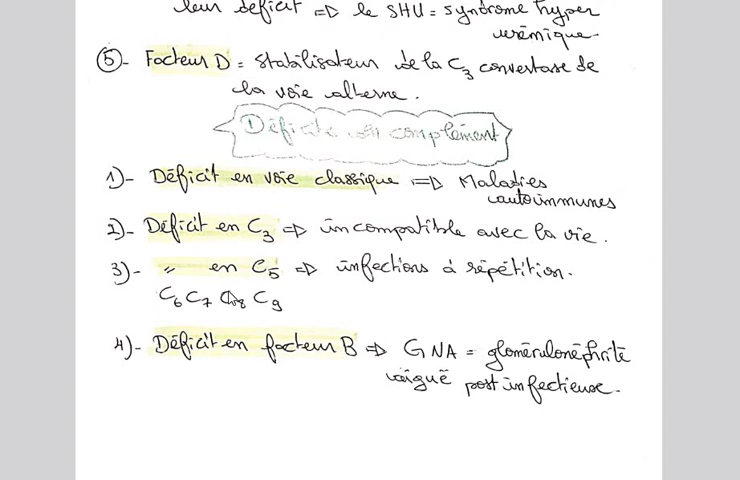 leur déficit => le SHU = syndrome hyper
urémique
⑤- Facteur D = stabilisateur de la C3 convertase de
la voie alterne.
Déficits en complément
1)- Déficit en voie classique => Maladies
autoimmunes
2)- Déficit en C3 => incompatible avec la vie.
3)- " en C5 => infections à répétition.
C6 C7 C8 C9
4)- Déficit en facteur B => GNA = glomérulonéphrite
aiguë post infectieuse.